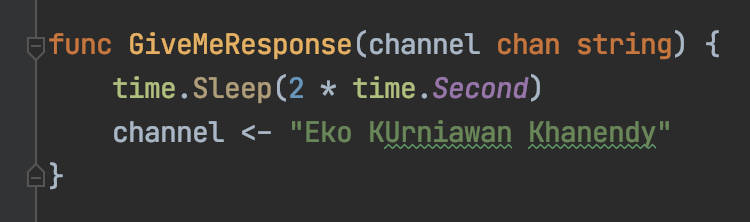 func GiveMeResponse(channel chan string) {
    time.Sleep(2 * time.Second)
    channel <- "Eko KUrniawan Khanendy"
}